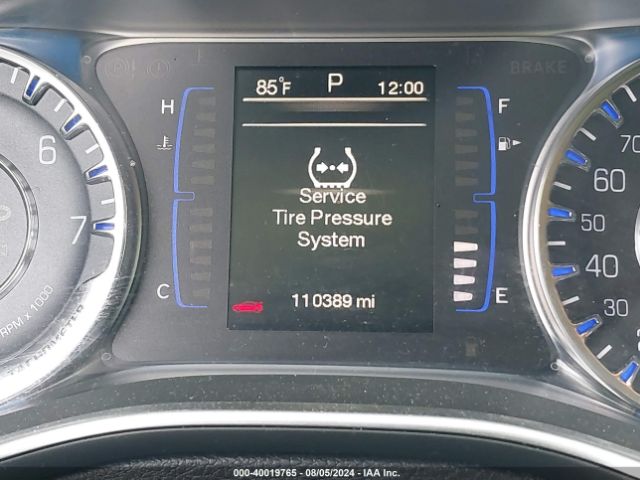 BRAKE
85°F P 12:00
H
F
Service
Tire Pressure
System
C
E
110389 mi
6
7
RPM x 1000
70
60
50
40
30
000-40019765 - 08/05/2024 - IAA Inc.